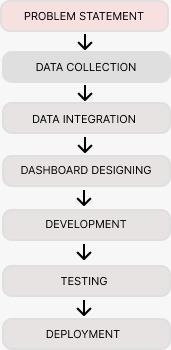 PROBLEM STATEMENT
DATA COLLECTION
DATA INTEGRATION
DASHBOARD DESIGNING
DEVELOPMENT
TESTING
DEPLOYMENT